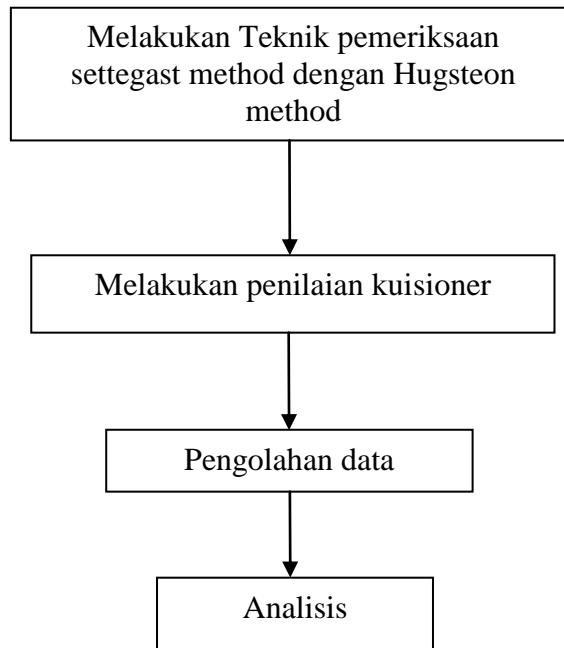 Melakukan Teknik pemeriksaan
settegast method dengan Hugsteon
method
Melakukan penilaian kuisioner
Pengolahan data
Analisis